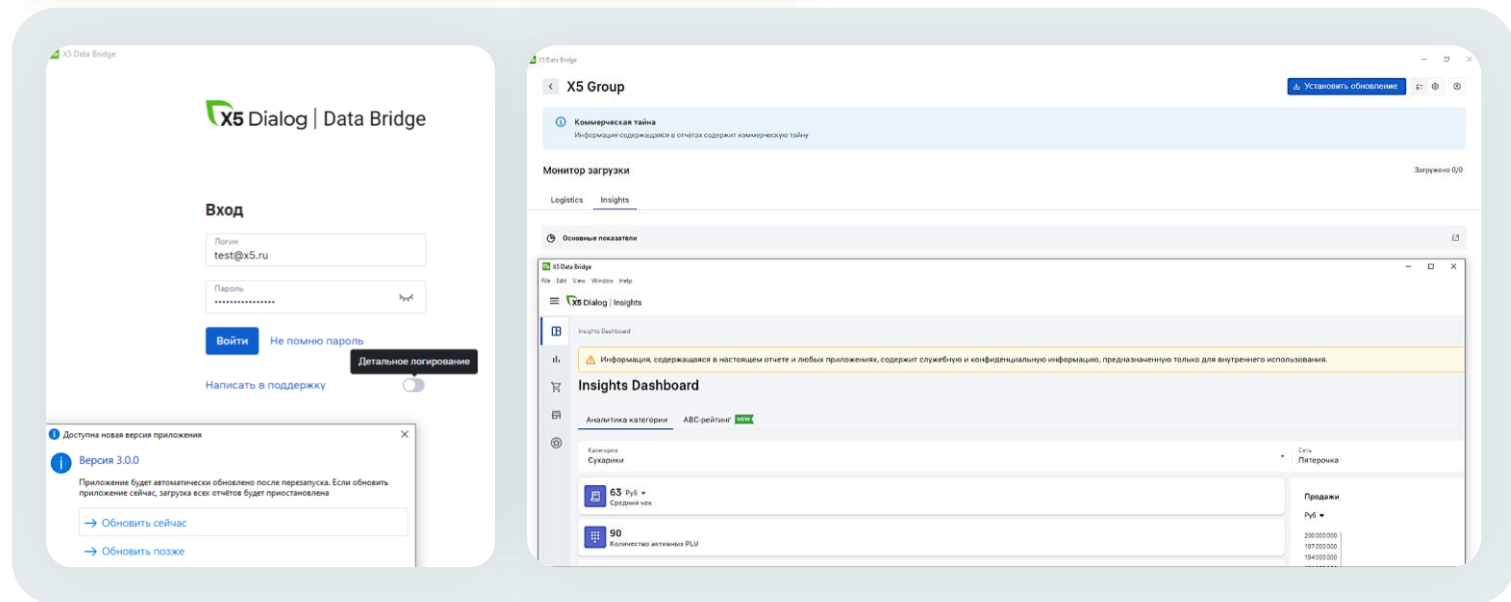 X5 Data Bridge
X5 Dialog | Data Bridge
Вход
Логин
test@x5.ru
Пароль
Войти
Не помню пароль
Детальное логирование
Написать в поддержку
Доступна новая версия приложения
Версия 3.0.0
Приложение будет автоматически обновлено после перезапуска. Если обновить
приложение сейчас, загрузка всех отчётов будет приостановлена
→ Обновить сейчас
→ Обновить позже
X5 Data Bridge
X5 Group
Установить обновление
Коммерческая тайна
Информация содержащаяся в отчётах содержит коммерческую тайну
Монитор загрузки
Загружено 0/0
Logistics
Insights
Основные показатели
X5 Data Bridge
File Edit View Window Help
X5 Dialog | Insights
Insights Dashboard
Информация, содержащаяся в настоящем отчете и любых приложениях, содержит служебную и конфиденциальную информацию, предназначенную только для внутреннего использования.
Insights Dashboard
Аналитика категории
ABC-рейтинг NEW
Категория
Сухарики
Сеть
Пятерочка
63 Руб
Средний чек
90
Количество активных PLU
Продажи
Руб
200 000 000
197 000 000
194 000 000